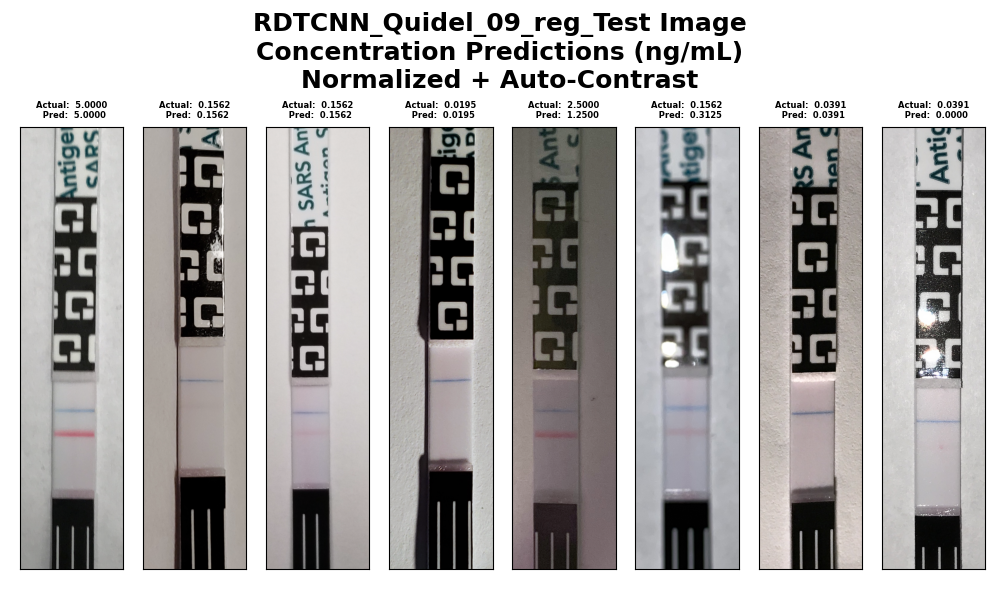 RDTCNN_Quidel_09_reg_Test Image
Concentration Predictions (ng/mL)
Normalized + Auto-Contrast
Actual: 5.0000
Pred: 5.0000
Actual: 0.1562
Pred: 0.1562
Actual: 0.1562
Pred: 0.1562
Actual: 0.0195
Pred: 0.0195
Actual: 2.5000
Pred: 1.2500
Actual: 0.1562
Pred: 0.3125
Actual: 0.0391
Pred: 0.0391
Actual: 0.0391
Pred: 0.0000
Antigen
SARS
SARS An
Antigen